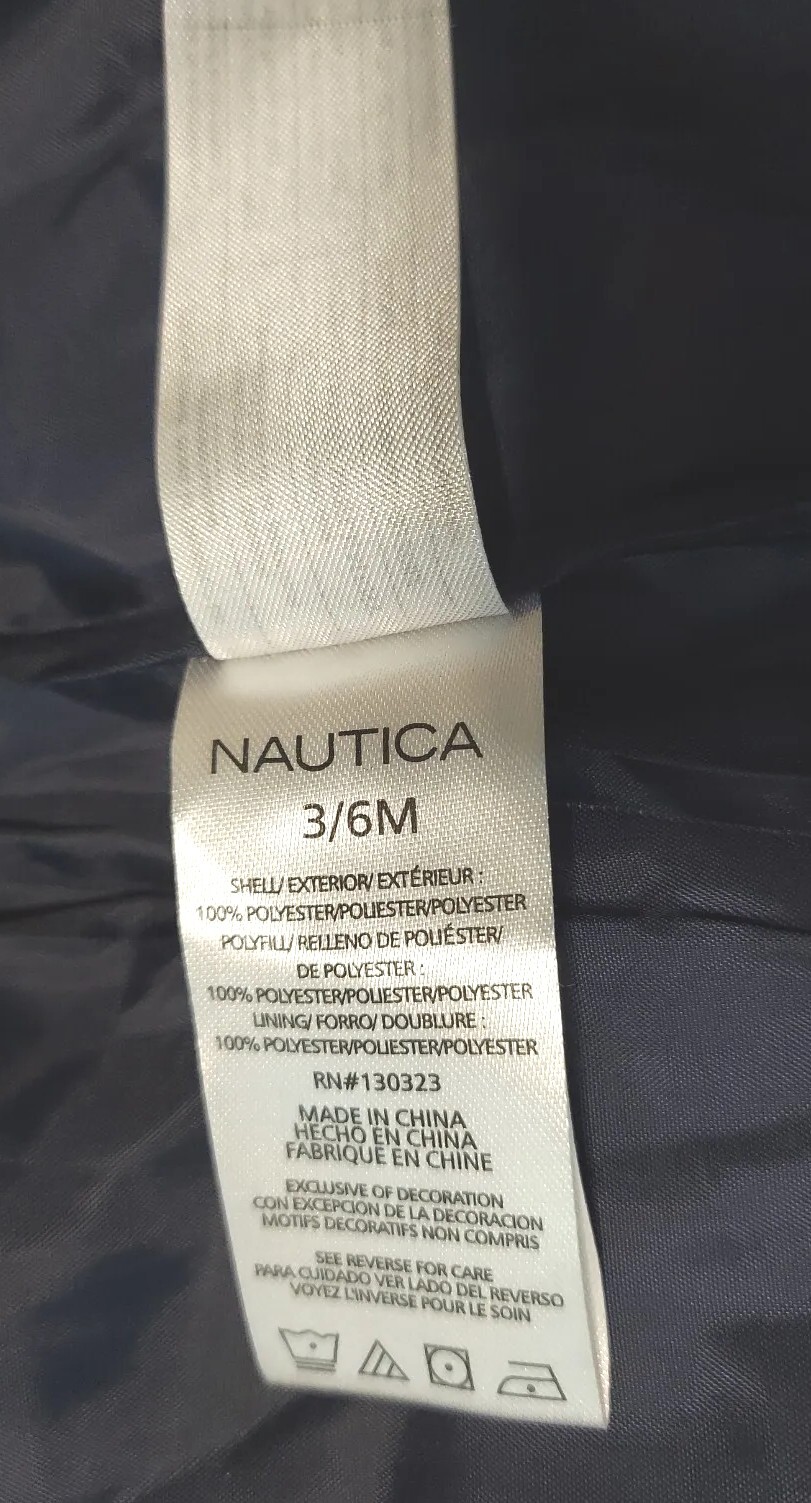 NAUTICA
3/6M
SHELL/ EXTERIOR/ EXTÉRIEUR :
100% POLYESTER/POLIESTER/POLYESTER
POLYFILL/ RELLENO DE POLIÉSTER/
DE POLYESTER :
100% POLYESTER/POLIESTER/POLYESTER
LINING/ FORRO/ DOUBLURE :
100% POLYESTER/POLIESTER/POLYESTER
RN#130323
MADE IN CHINA
HECHO EN CHINA
FABRIQUE EN CHINE
EXCLUSIVE OF DECORATION
CON EXCEPCION DE LA DECORACION
MOTIFS DECORATIFS NON COMPRIS
SEE REVERSE FOR CARE
PARA CUIDADO VER LADO DEL REVERSO
VOYEZ L'INVERSE POUR LE SOIN